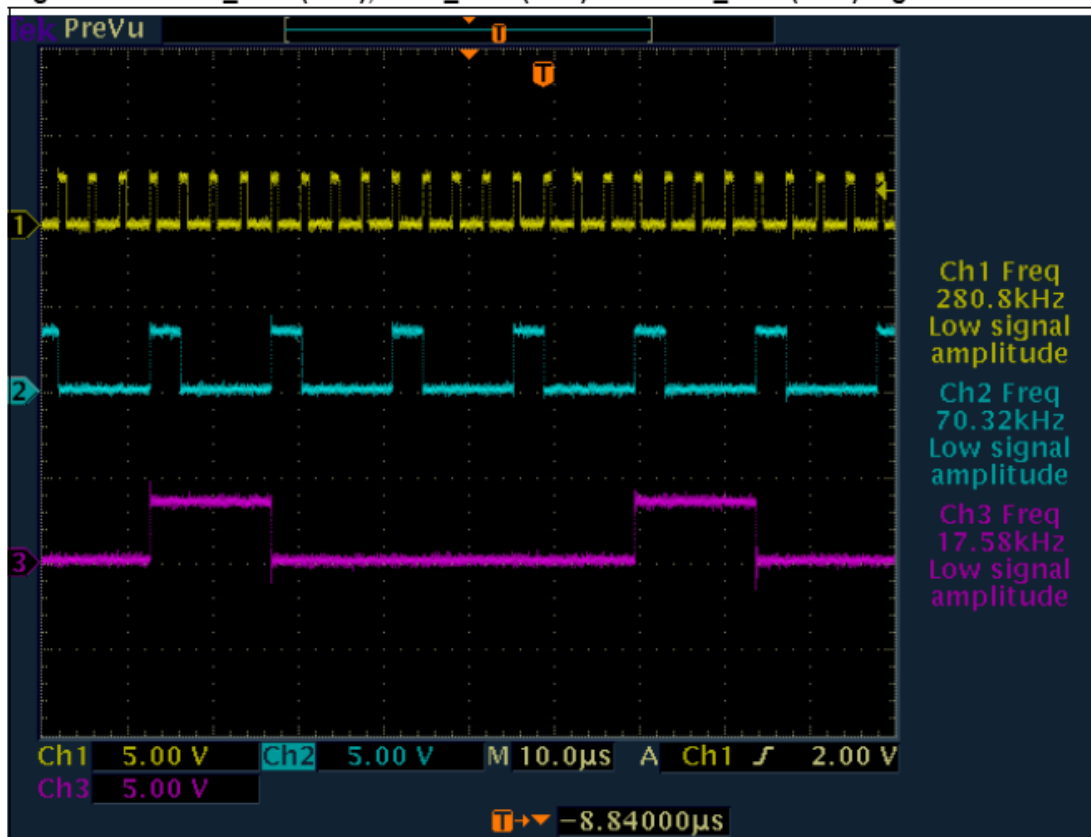 Tek PreVu
T
T
1
2
3
Ch1 Freq
280.8kHz
Low signal
amplitude
Ch2 Freq
70.32kHz
Low signal
amplitude
Ch3 Freq
17.58kHz
Low signal
amplitude
Ch1 5.00 V Ch2 5.00 V M 10.0µs A Ch1 2.00 V
Ch3 5.00 V
T→▼ −8.84000µs